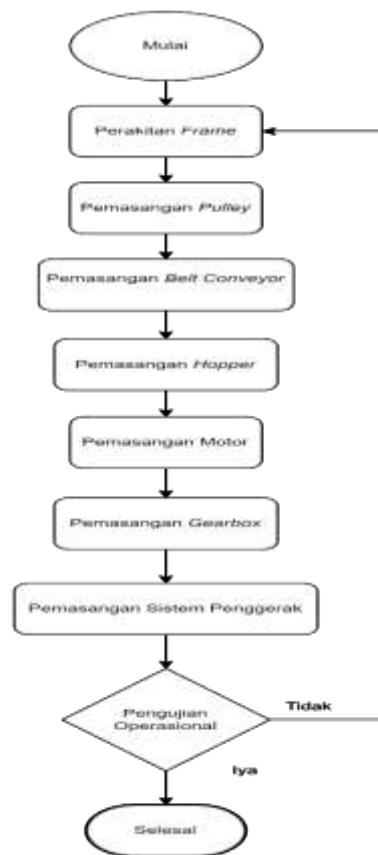 Mulai
Perakitan Frame
Pemasangan Pulley
Pemasangan Belt Conveyor
Pemasangan Hopper
Pemasangan Motor
Pemasangan Gearbox
Pemasangan Sistem Penggerak
Pengujian
Operasional
Tidak
Iya
Selesai